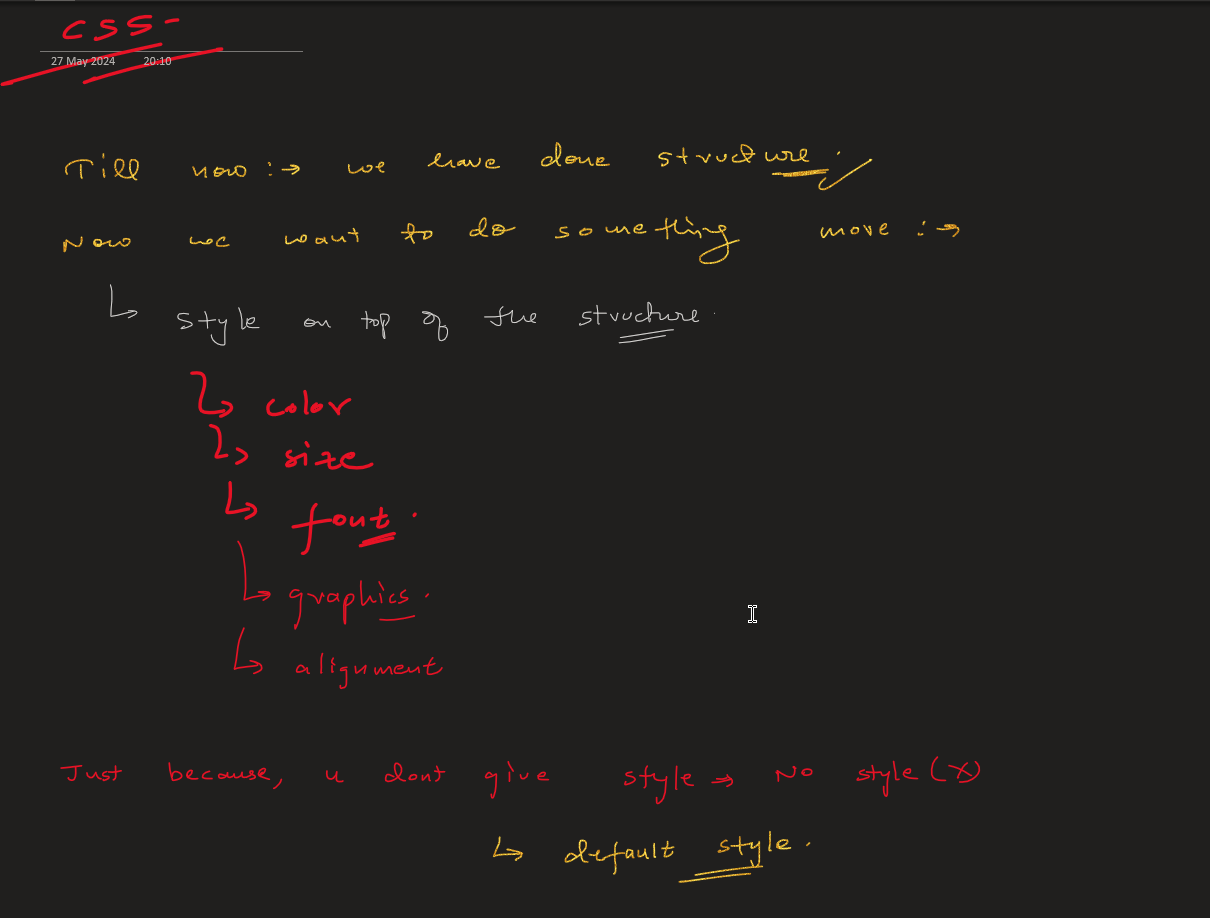 CSS-
27 May 2024 20:10
Till now :→ we have done structure.
Now we want to do something more :→
↳ style on top of the structure.
↳ color
↳ size
↳ font.
↳ graphics.
↳ alignment
Just because, u dont give style → No style (X)
↳ default style.